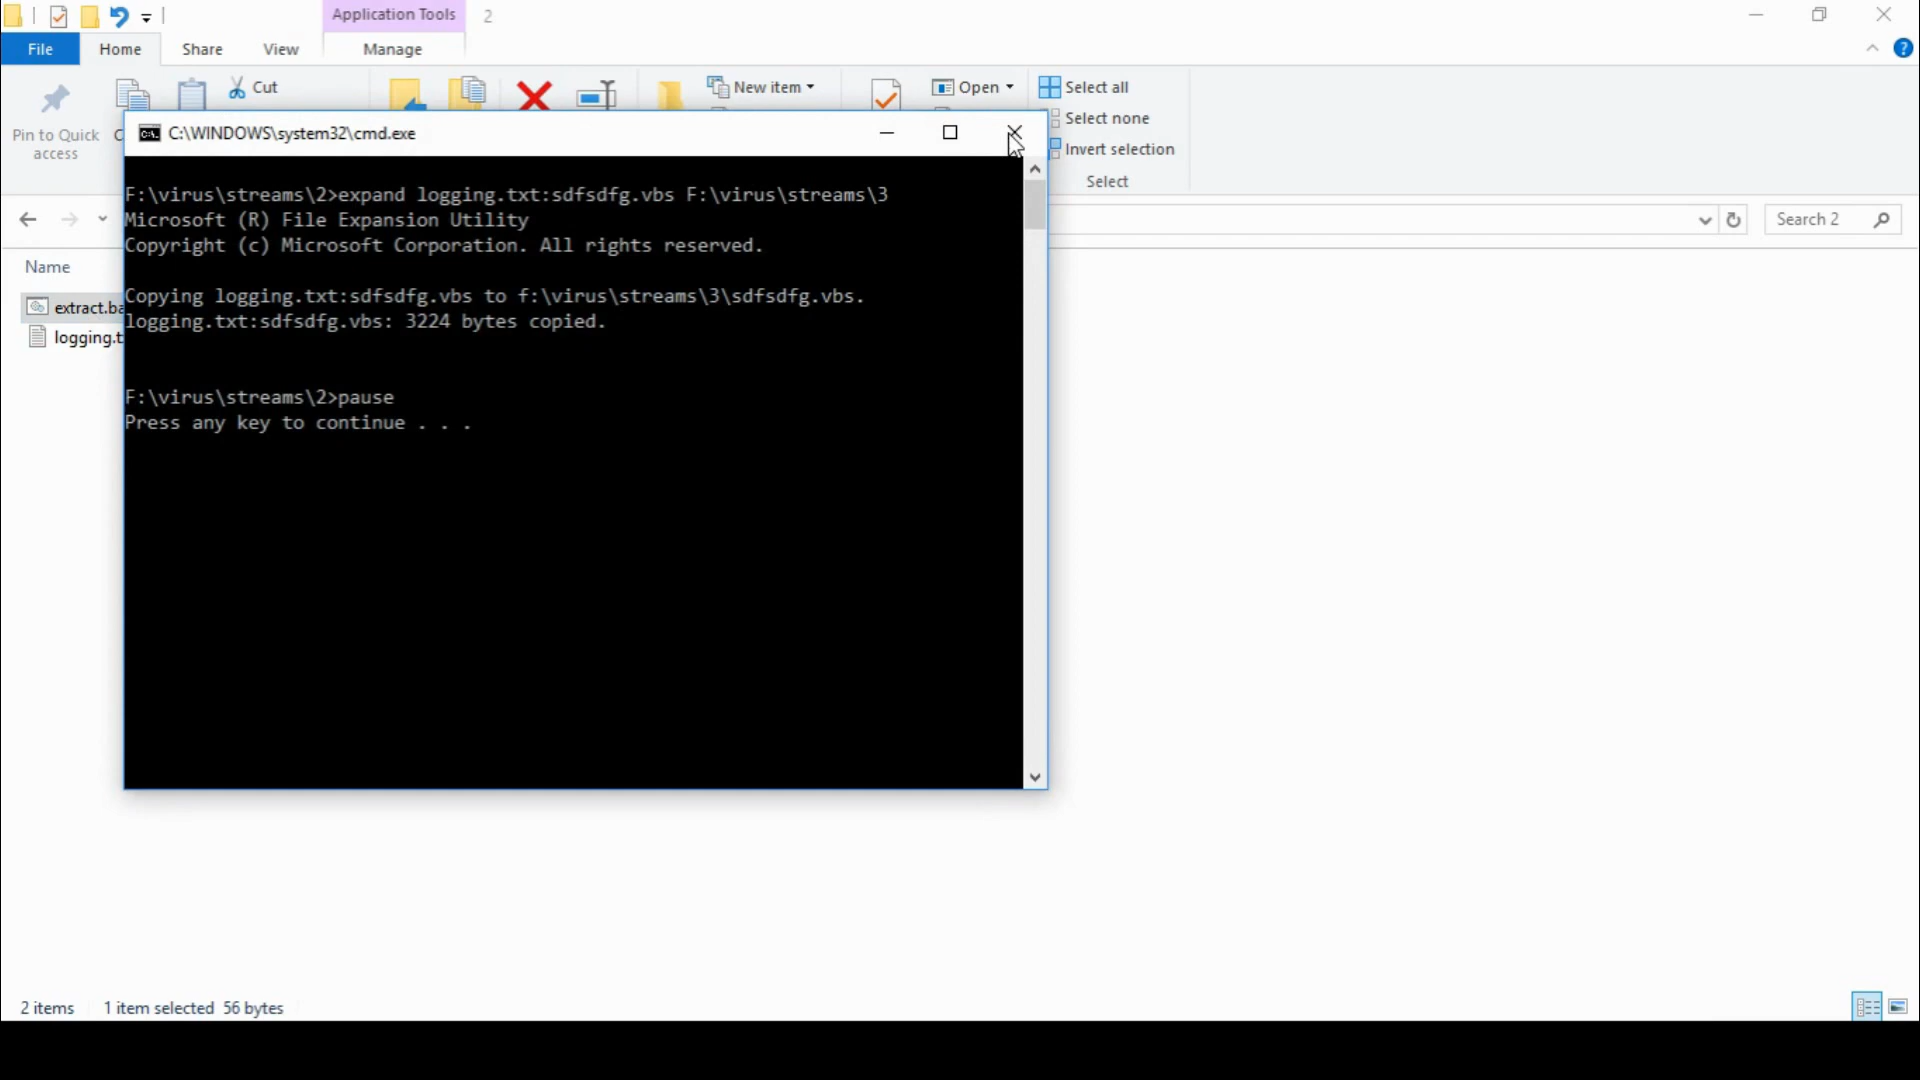 Application Tools 2
File Home Share View Manage
Cut
New item
Open
Select all
Pin to Quick
access
Select none
Invert selection
Select
C:\WINDOWS\system32\cmd.exe
F:\virus\streams\2>expand logging.txt:sdfsdfg.vbs F:\virus\streams\3
Microsoft (R) File Expansion Utility
Copyright (c) Microsoft Corporation. All rights reserved.
Copying logging.txt:sdfsdfg.vbs to f:\virus\streams\3\sdfsdfg.vbs.
logging.txt:sdfsdfg.vbs: 3224 bytes copied.
F:\virus\streams\2>pause
Press any key to continue . . .
Search 2
Name
extract.ba
logging.t
2 items 1 item selected 56 bytes